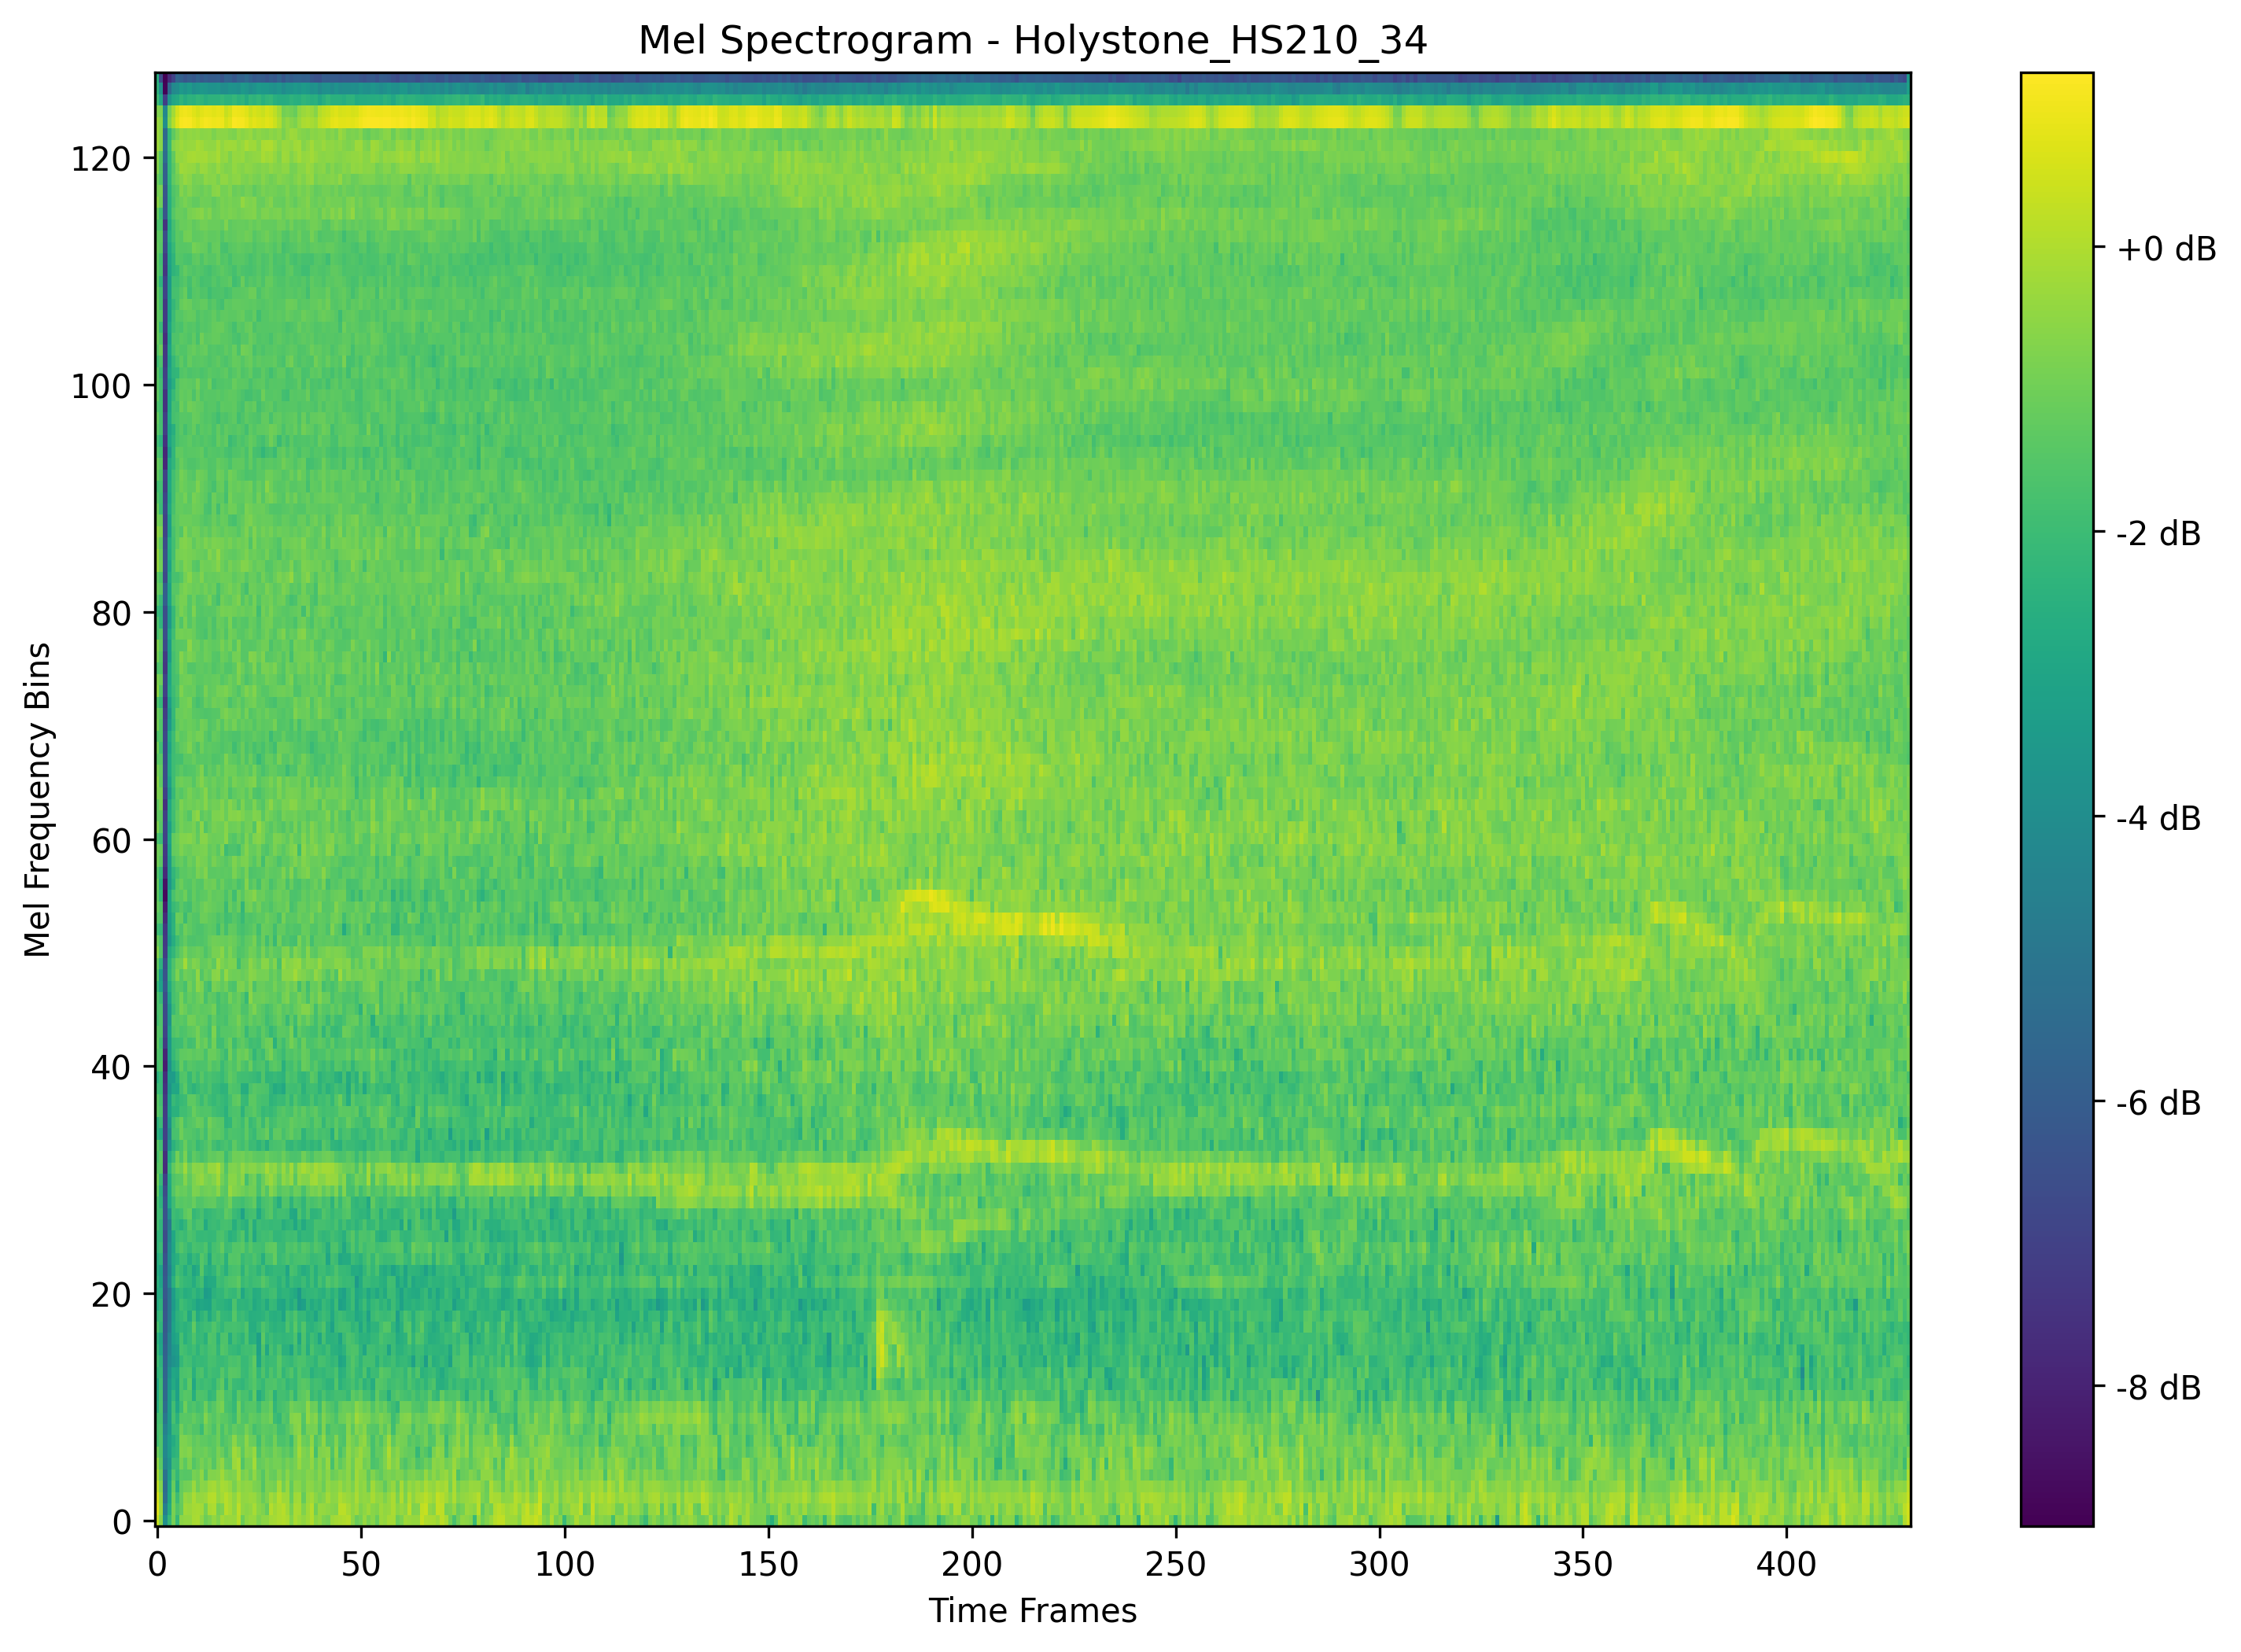 Mel Spectrogram - Holystone_HS210_34
120
100
80
60
40
20
0
Mel Frequency Bins
0 50 100 150 200 250 300 350 400
Time Frames
+0 dB
-2 dB
-4 dB
-6 dB
-8 dB